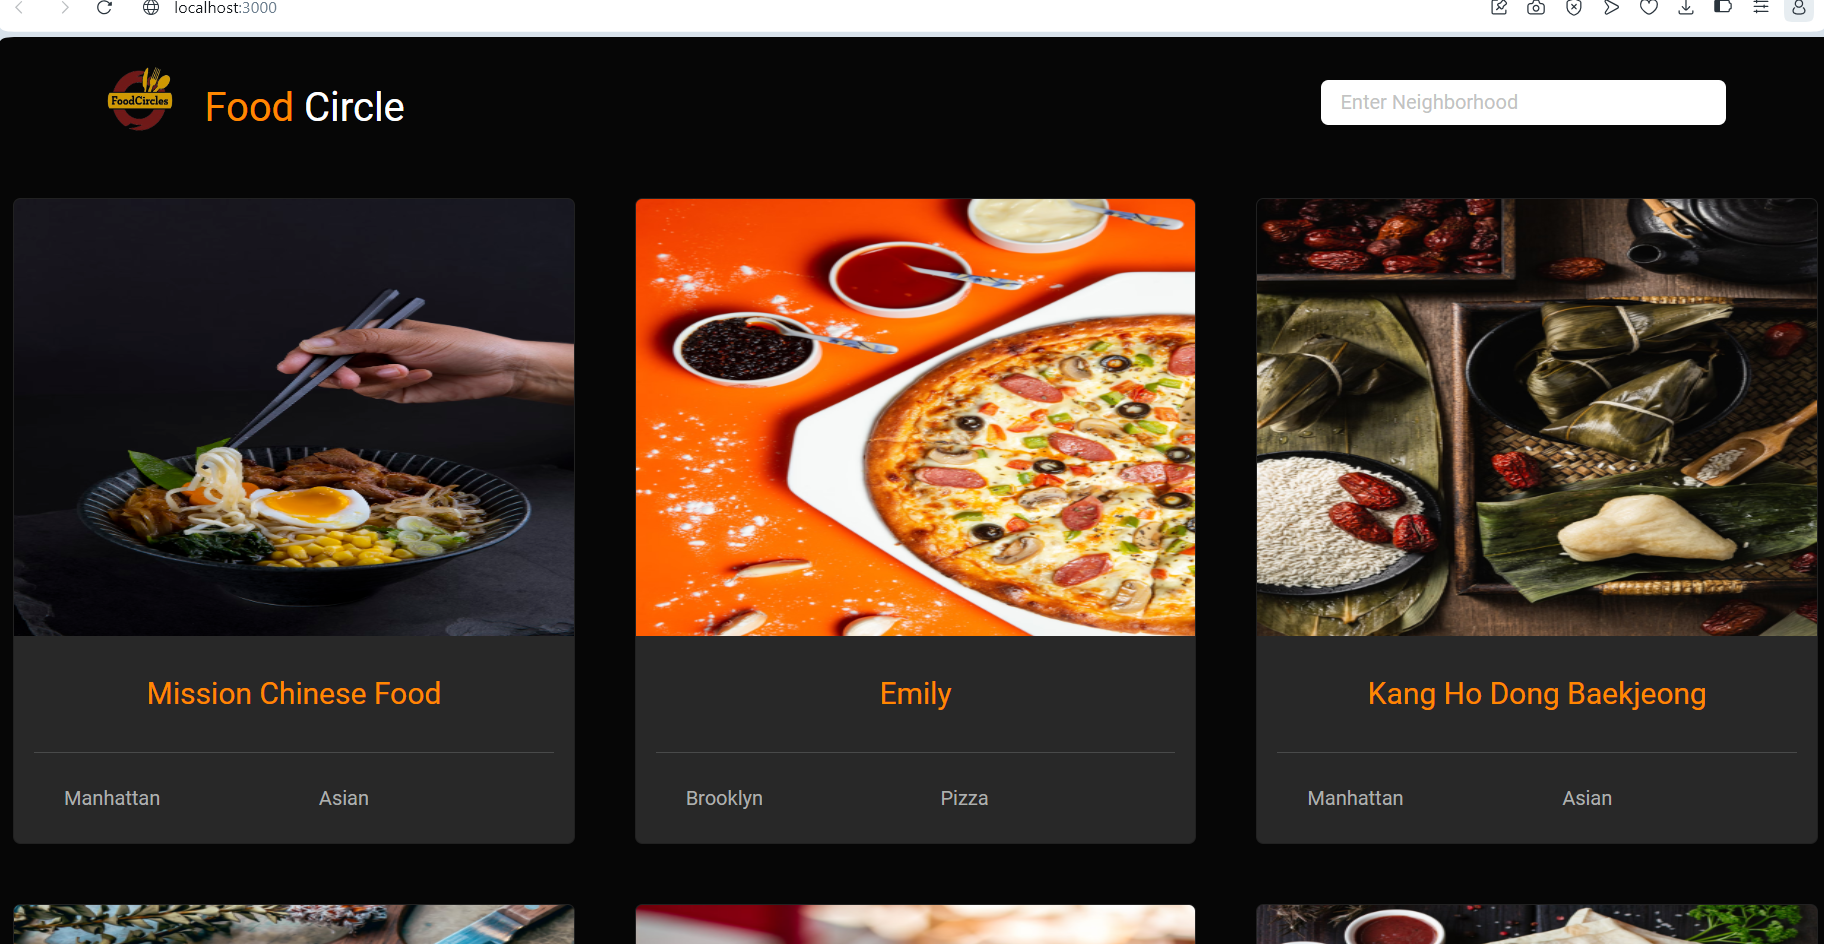 localhost:3000
FoodCircles
Food Circle
Enter Neighborhood
Mission Chinese Food
Emily
Kang Ho Dong Baekjeong
Manhattan Asian
Brooklyn Pizza
Manhattan Asian